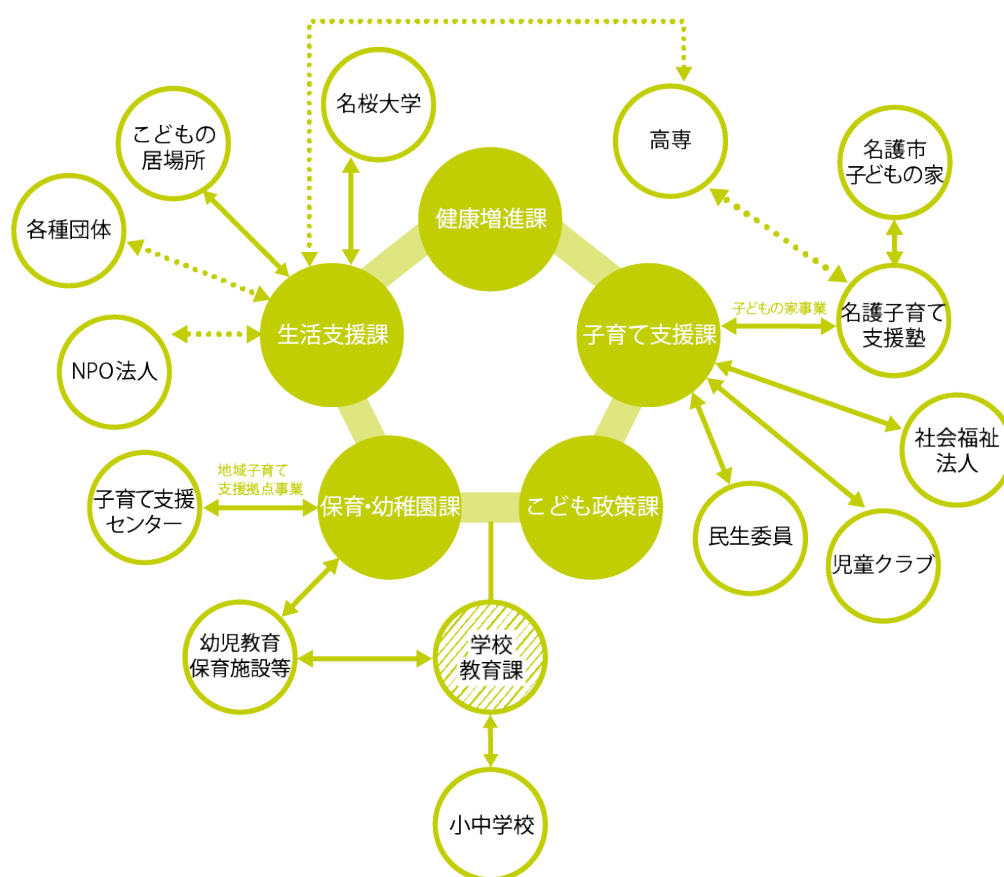 名桜大学
こどもの
居場所
高専
名護市
子どもの家
各種団体
健康増進課
NPO法人
生活支援課
子育て支援課
子どもの家事業
名護子育て
支援塾
社会福祉
法人
子育て支援
センター
地域子育て
支援拠点事業
保育・幼稚園課
こども政策課
民生委員
児童クラブ
幼児教育
保育施設等
学校
教育課
小中学校